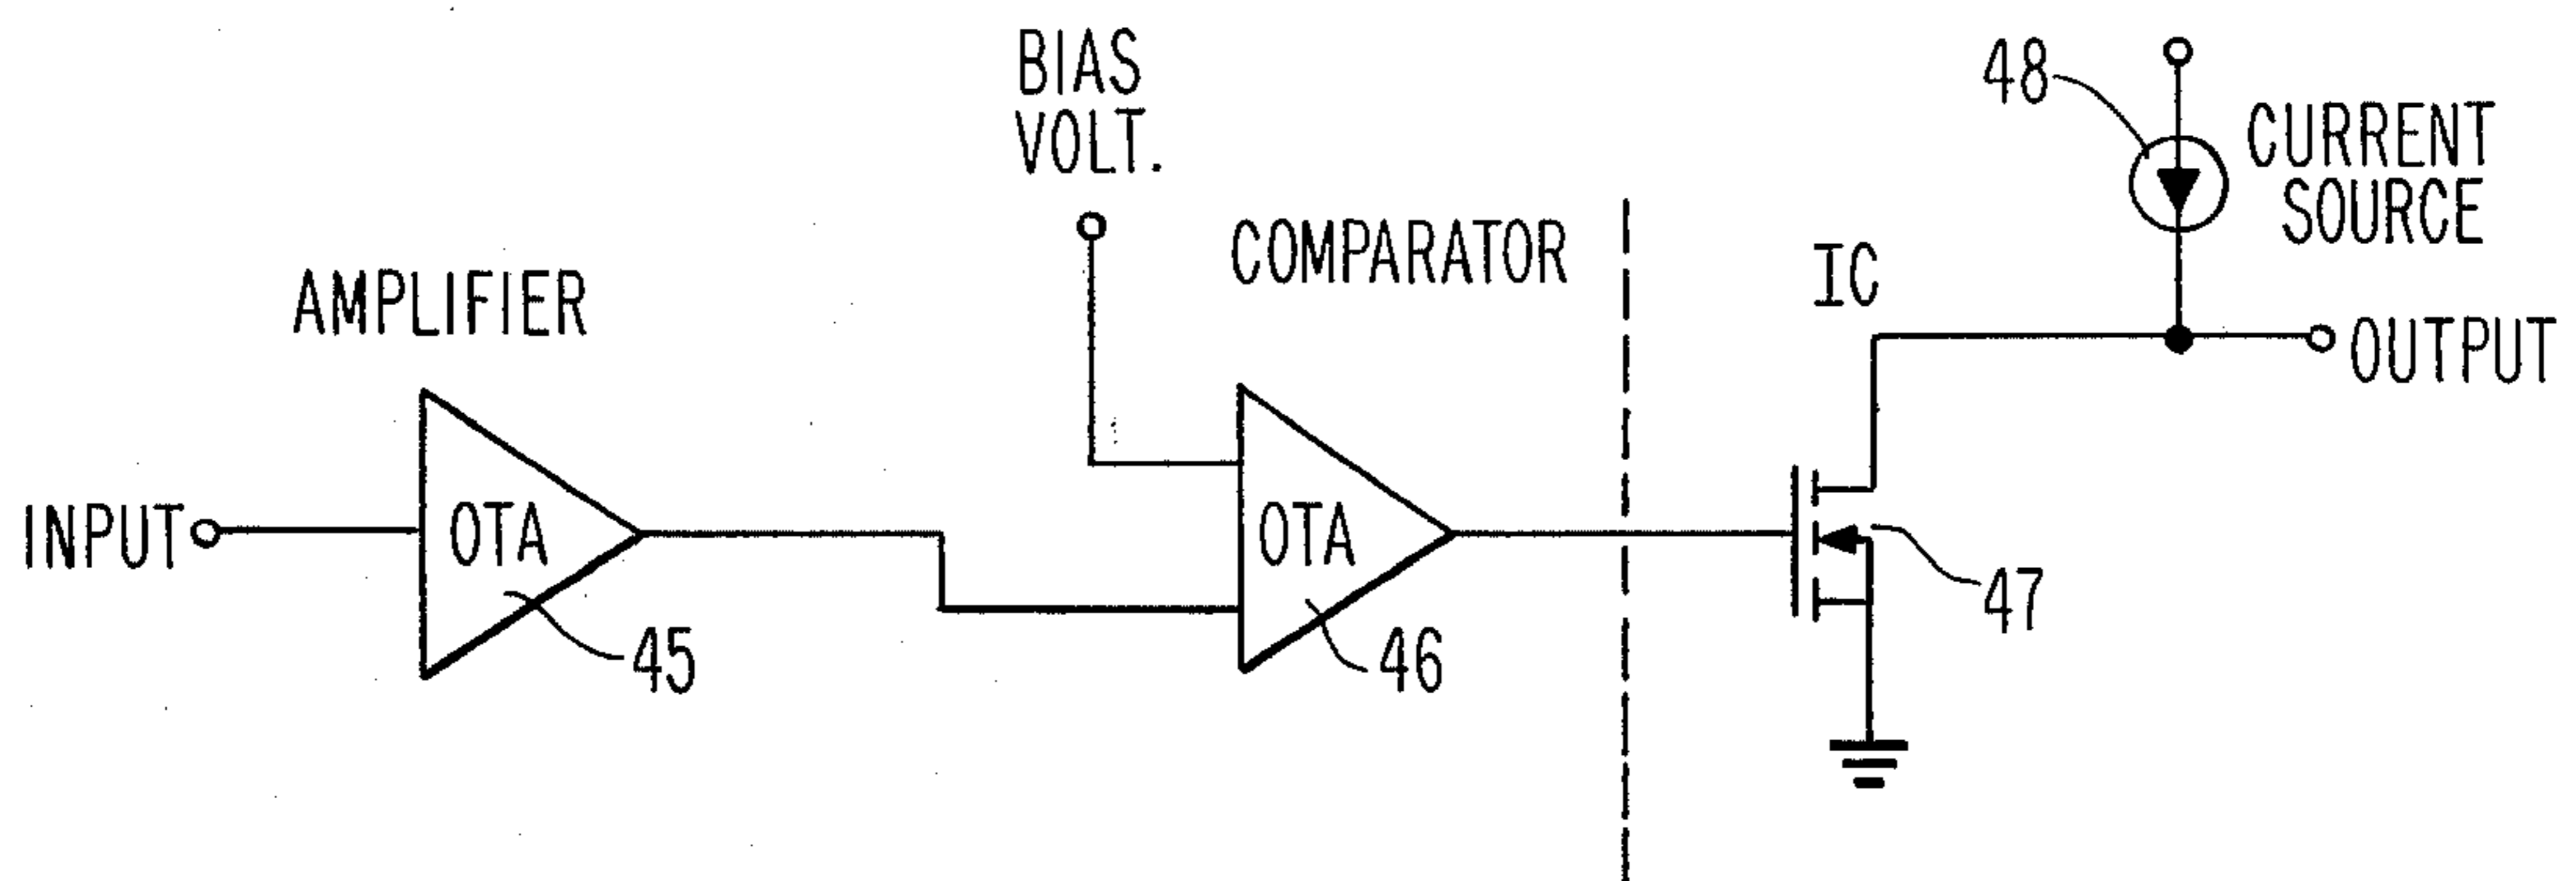 BIAS
VOLT.
48
CURRENT
SOURCE
COMPARATOR
IC
AMPLIFIER
OUTPUT
INPUT
OTA
OTA
45
46
47